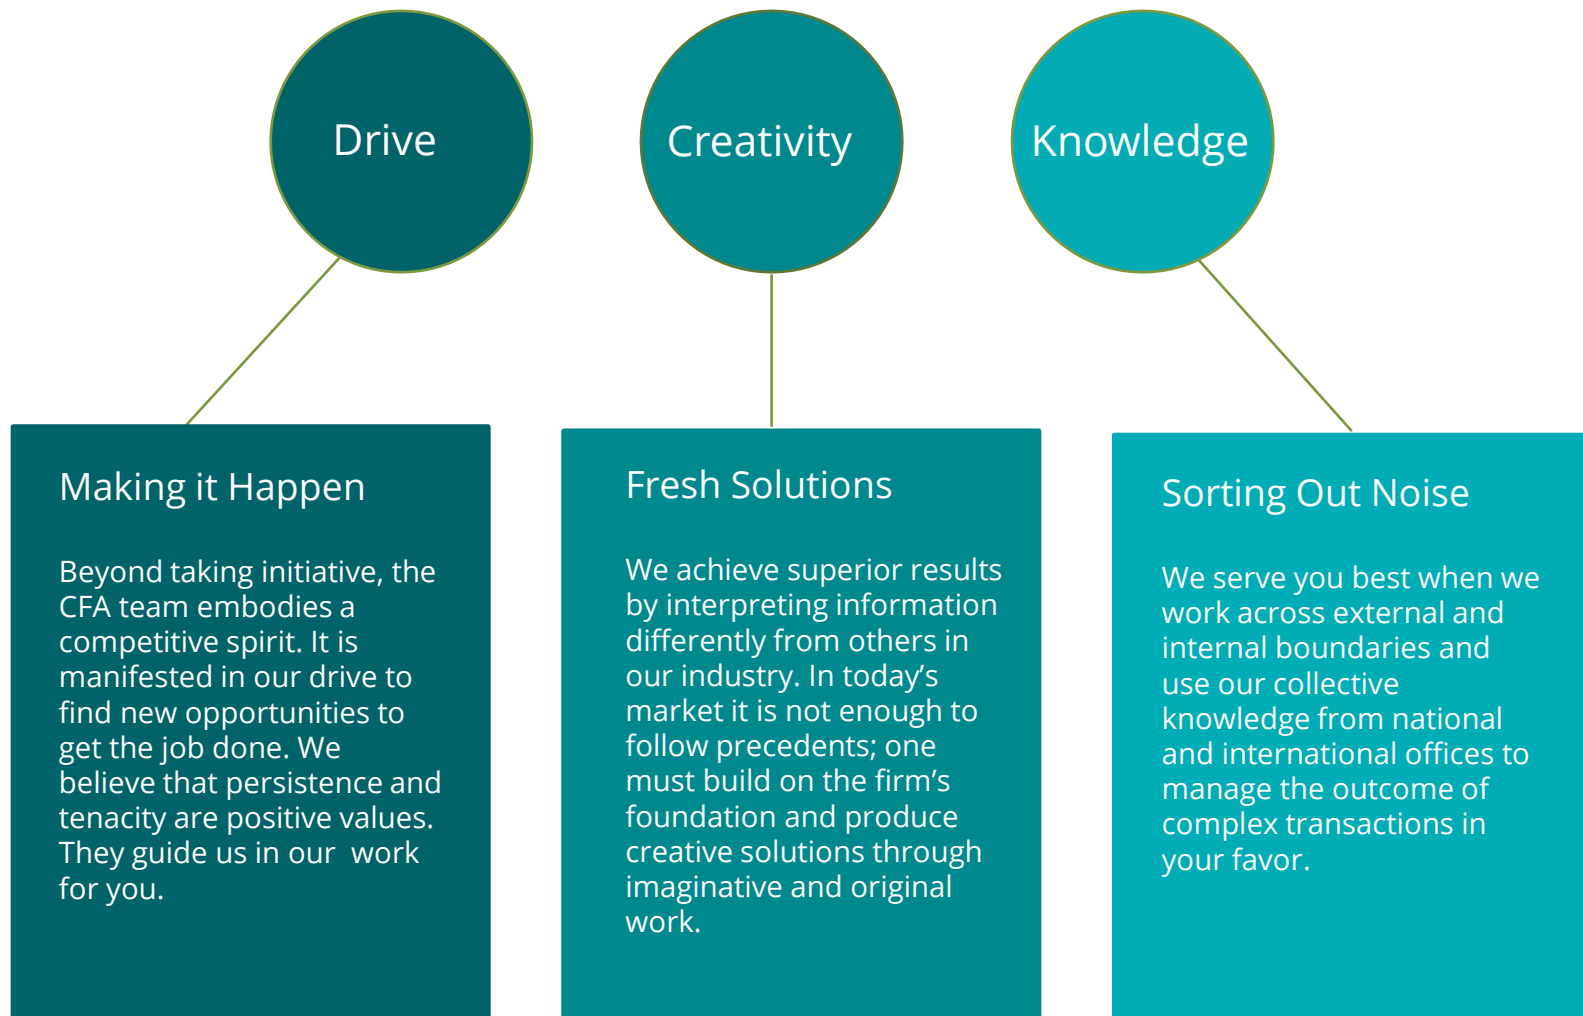 Drive
Creativity
Knowledge
Making it Happen
Beyond taking initiative, the
CFA team embodies a
competitive spirit. It is
manifested in our drive to
find new opportunities to
get the job done. We
believe that persistence and
tenacity are positive values.
They guide us in our  work
for you.
Fresh Solutions
We achieve superior results
by interpreting information
differently from others in
our industry. In today’s
market it is not enough to
follow precedents; one
must build on the firm’s
foundation and produce
creative solutions through
imaginative and original
work.
Sorting Out Noise
We serve you best when we
work across external and
internal boundaries and
use our collective
knowledge from national
and international offices to
manage the outcome of
complex transactions in
your favor.